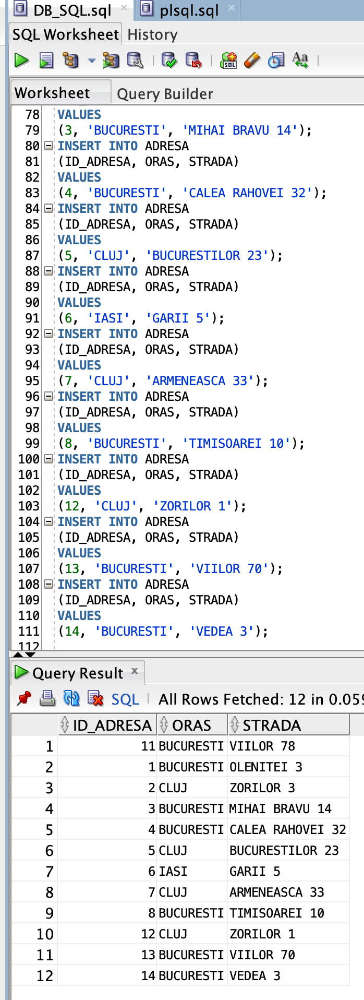 DB_SQL.sql × plsql.sql ×
SQL Worksheet History
SQL Aa
Worksheet Query Builder
78 VALUES
79 (3, 'BUCURESTI', 'MIHAI BRAVU 14');
80 INSERT INTO ADRESA
81 (ID_ADRESA, ORAS, STRADA)
82 VALUES
83 (4, 'BUCURESTI', 'CALEA RAHOVEI 32');
84 INSERT INTO ADRESA
85 (ID_ADRESA, ORAS, STRADA)
86 VALUES
87 (5, 'CLUJ', 'BUCURESTILOR 23');
88 INSERT INTO ADRESA
89 (ID_ADRESA, ORAS, STRADA)
90 VALUES
91 (6, 'IASI', 'GARII 5');
92 INSERT INTO ADRESA
93 (ID_ADRESA, ORAS, STRADA)
94 VALUES
95 (7, 'CLUJ', 'ARMENEASCA 33');
96 INSERT INTO ADRESA
97 (ID_ADRESA, ORAS, STRADA)
98 VALUES
99 (8, 'BUCURESTI', 'TIMISOAREI 10');
100 INSERT INTO ADRESA
101 (ID_ADRESA, ORAS, STRADA)
102 VALUES
103 (12, 'CLUJ', 'ZORILOR 1');
104 INSERT INTO ADRESA
105 (ID_ADRESA, ORAS, STRADA)
106 VALUES
107 (13, 'BUCURESTI', 'VIILOR 70');
108 INSERT INTO ADRESA
109 (ID_ADRESA, ORAS, STRADA)
110 VALUES
111 (14, 'BUCURESTI', 'VEDEA 3');
112
Query Result ×
SQL All Rows Fetched: 12 in 0.059
ID_ADRESA ORAS STRADA
1 11 BUCURESTI VIILOR 78
2 1 BUCURESTI OLENITEI 3
3 2 CLUJ ZORILOR 3
4 3 BUCURESTI MIHAI BRAVU 14
5 4 BUCURESTI CALEA RAHOVEI 32
6 5 CLUJ BUCURESTILOR 23
7 6 IASI GARII 5
8 7 CLUJ ARMENEASCA 33
9 8 BUCURESTI TIMISOAREI 10
10 12 CLUJ ZORILOR 1
11 13 BUCURESTI VIILOR 70
12 14 BUCURESTI VEDEA 3